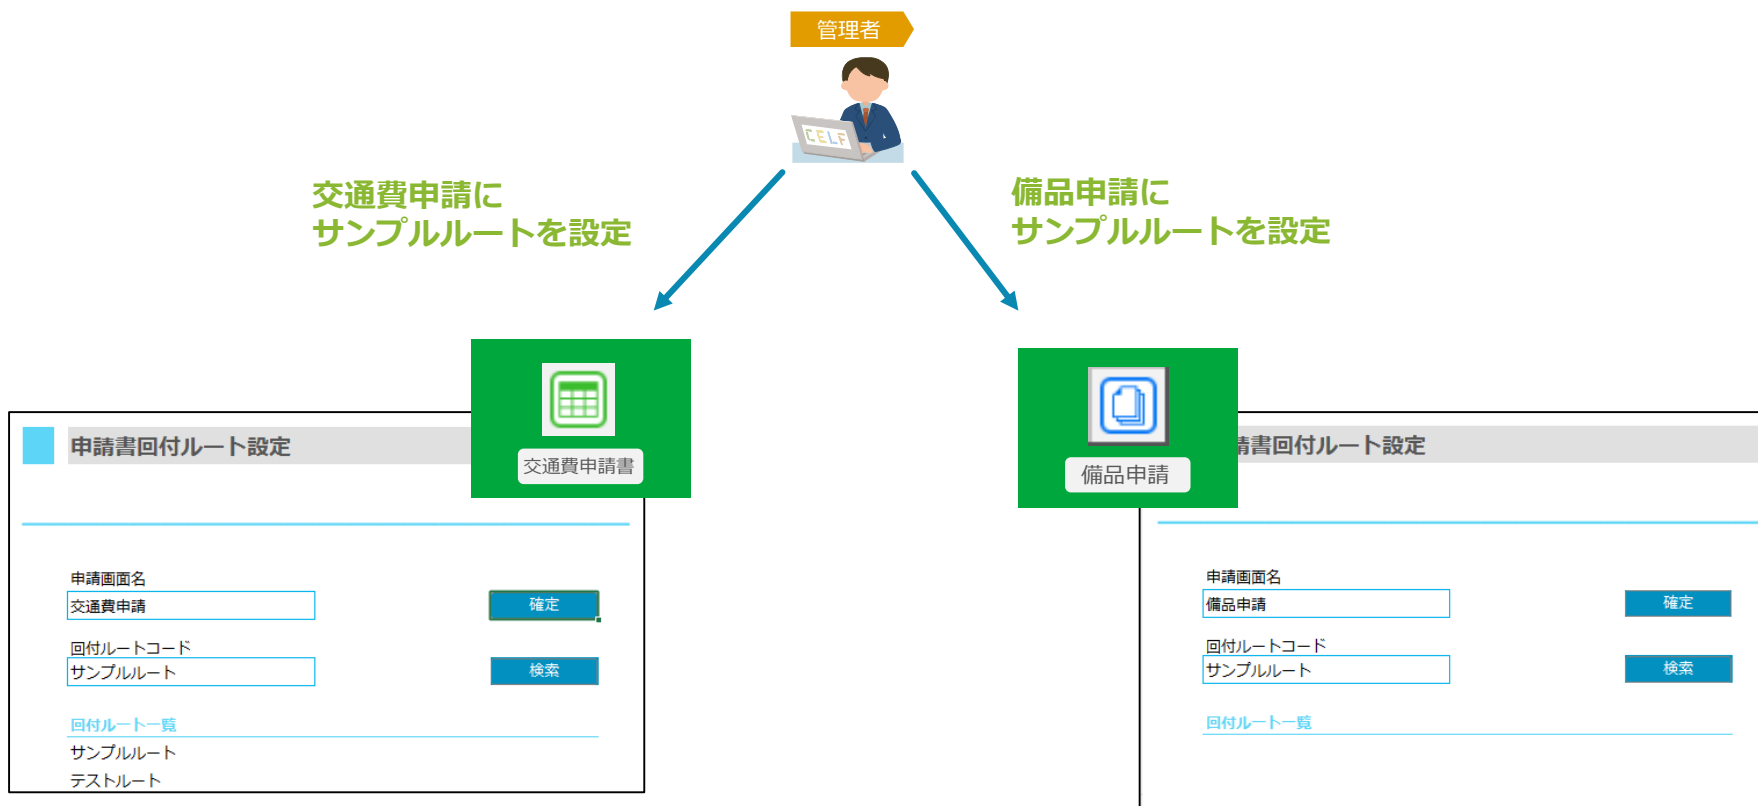 管理者
CELF
交通費申請に
サンプルルートを設定
備品申請に
サンプルルートを設定
交通費申請書
申請書回付ルート設定
申請画面名
交通費申請
確定
回付ルートコード
サンプルルート
検索
回付ルート一覧
サンプルルート
テストルート
備品申請
請書回付ルート設定
申請画面名
備品申請
確定
回付ルートコード
サンプルルート
検索
回付ルート一覧